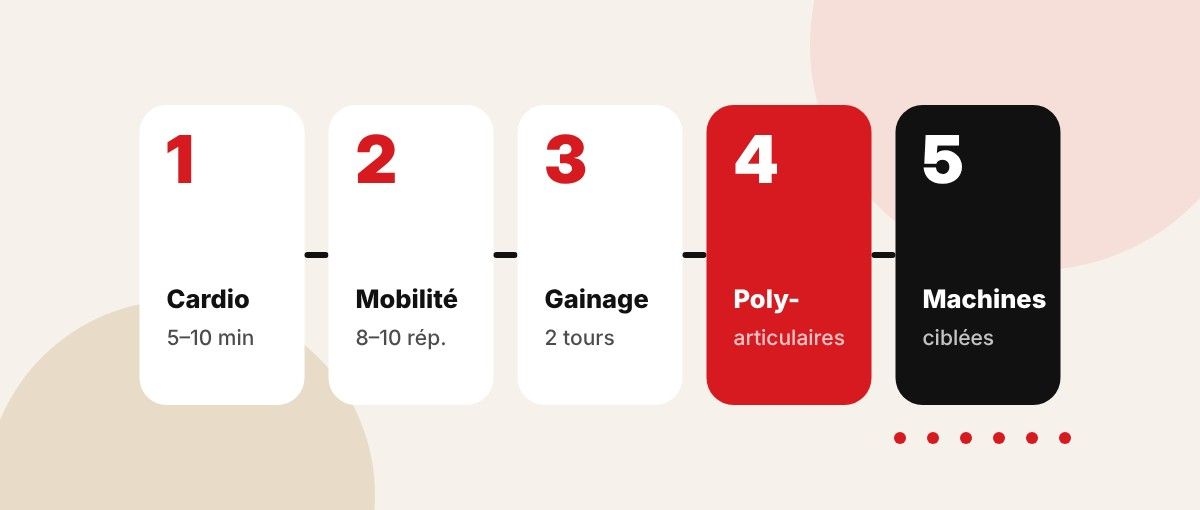 1
Cardio
5–10 min
2
Mobilité
8–10 rép.
3
Gainage
2 tours
4
Poly-
articulaires
5
Machines
ciblées